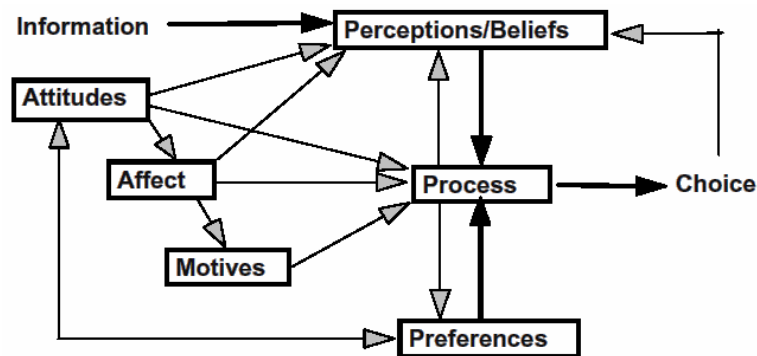 Information
Perceptions/Beliefs
Attitudes
Affect
Process
Choice
Motives
Preferences